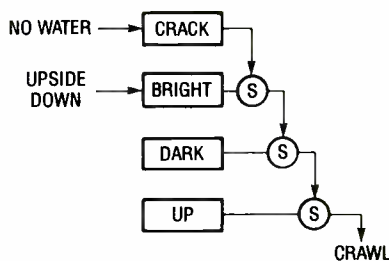 NO WATER
CRACK
UPSIDE
DOWN
BRIGHT
S
DARK
S
UP
S
CRAWL